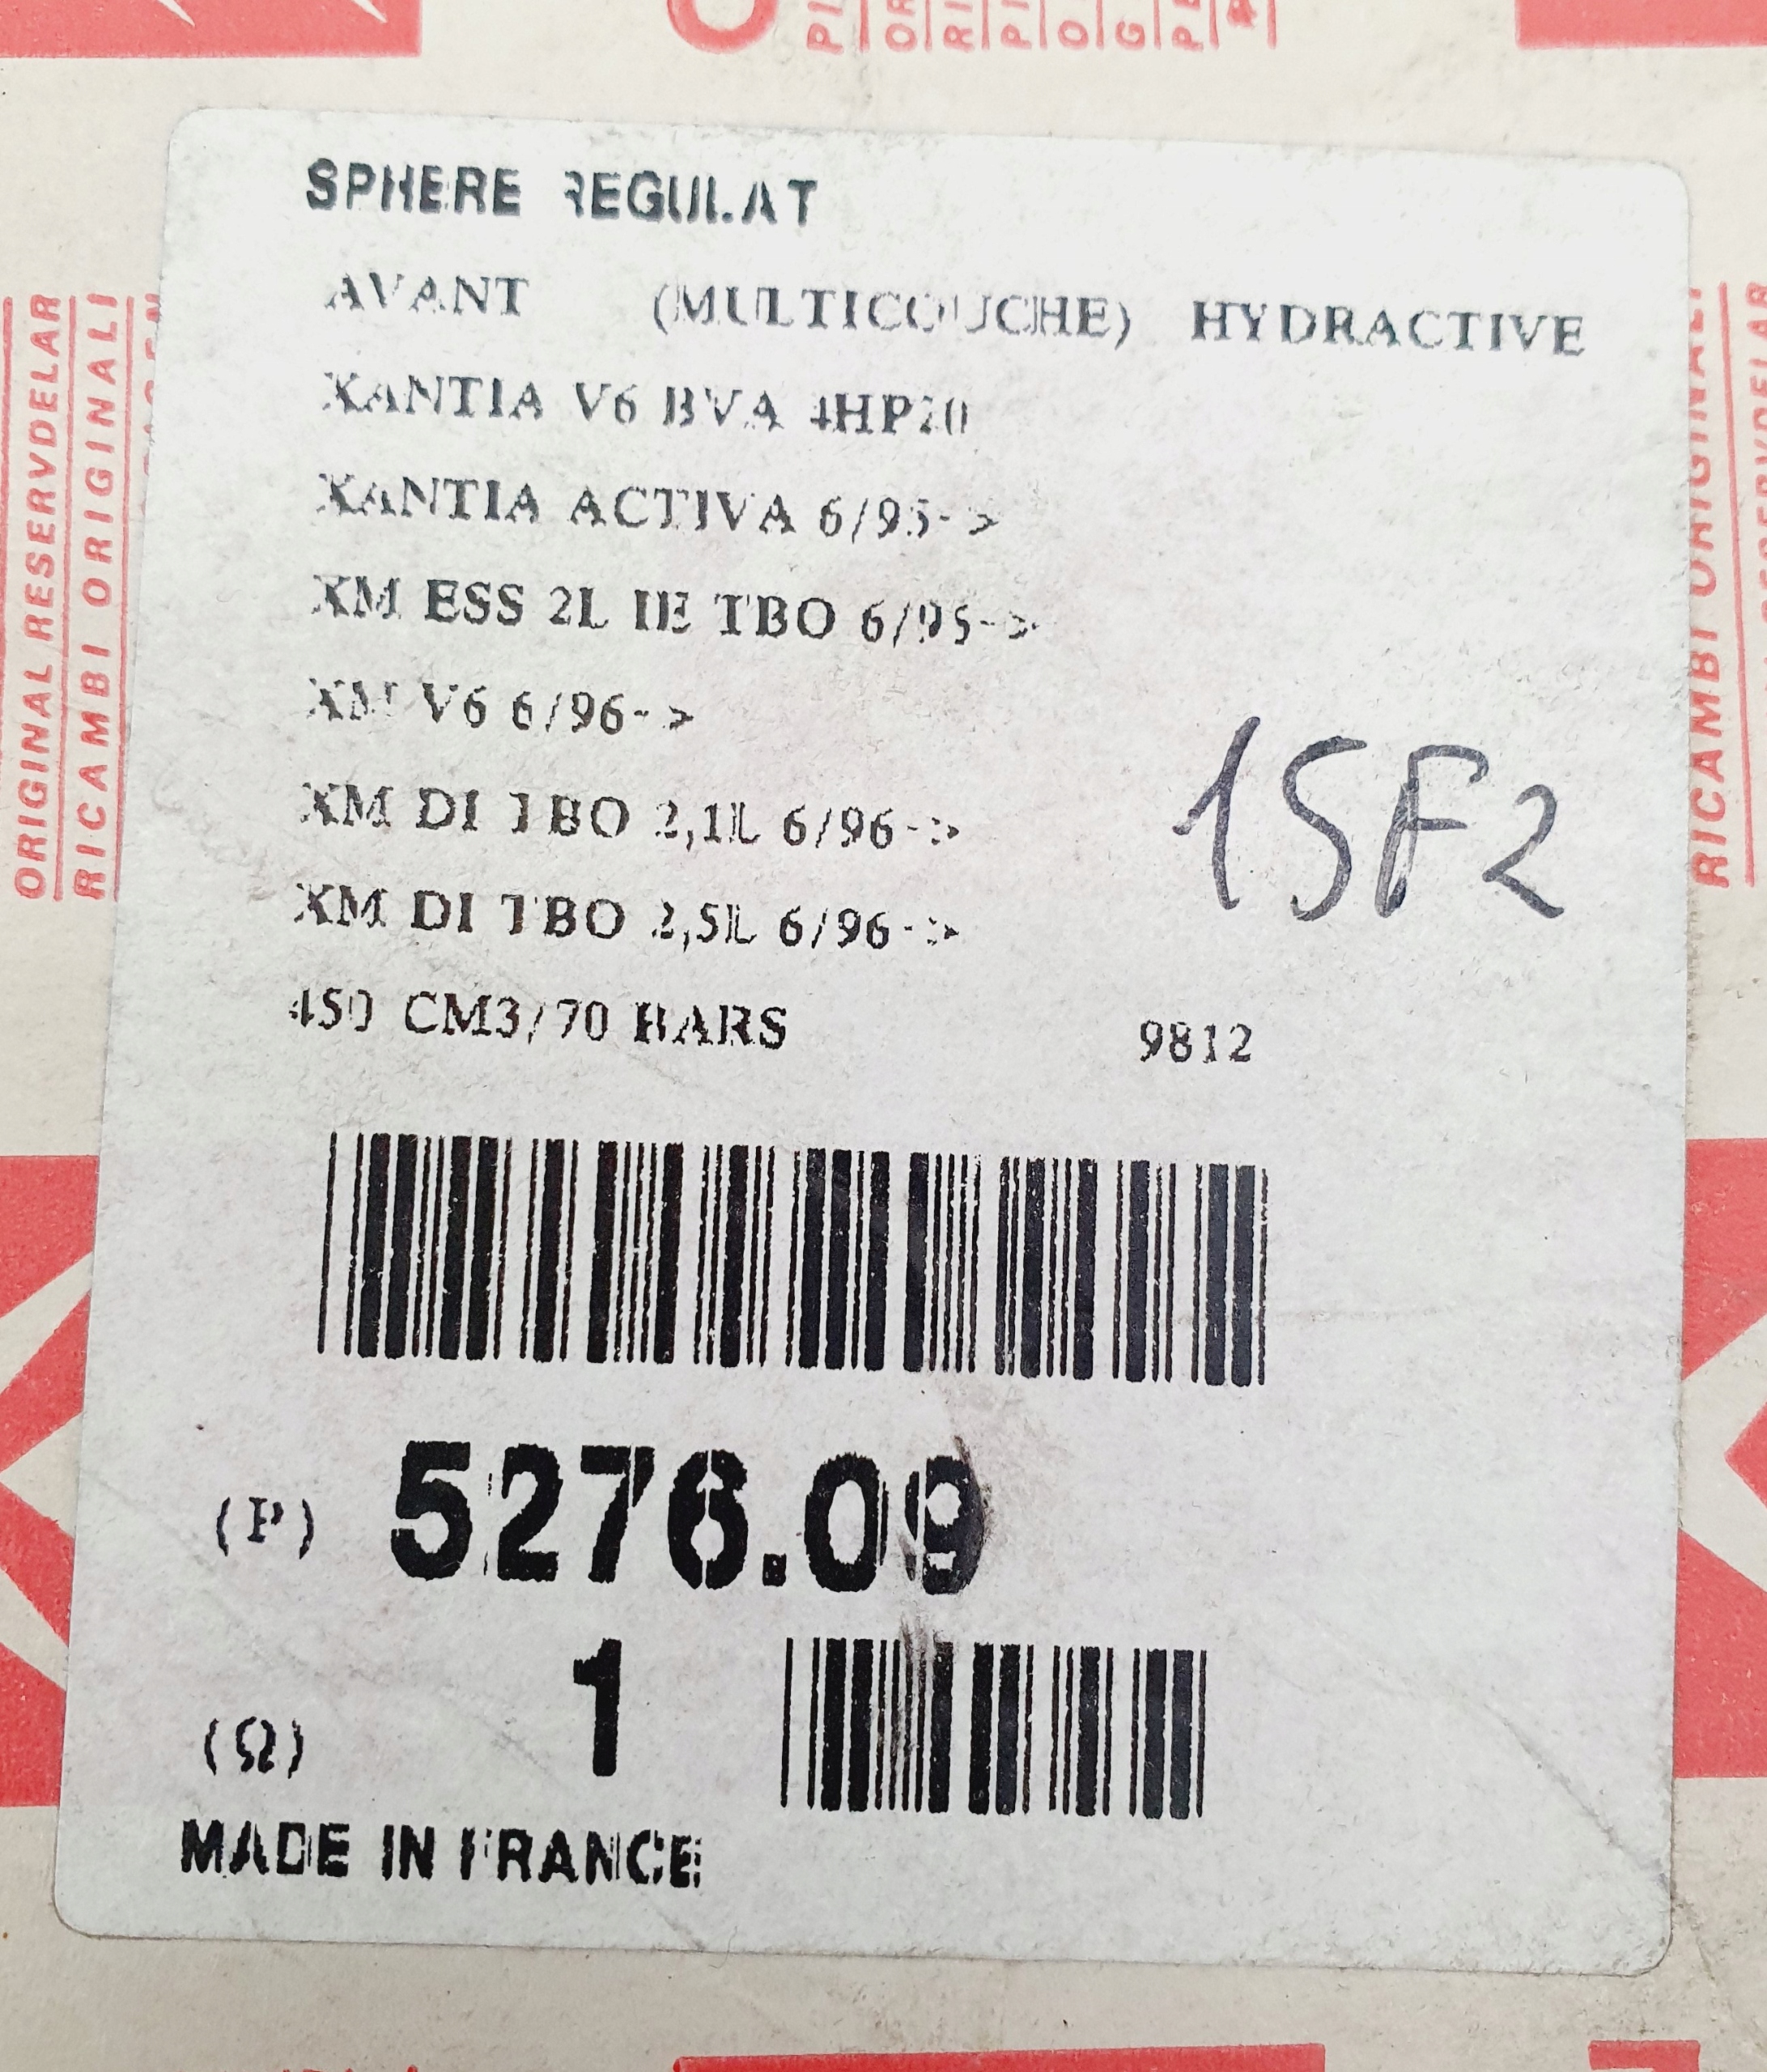 SPHERE REGULAT
AVANT (MULTICOUCHE) HYDRACTIVE
XANTIA V6 BVA 4HP20
XANTIA ACTIVA 6/95->
XM ESS 2L IE TBO 6/95->
XM V6 6/96->
XM DI TBO 2,1L 6/96->
XM DI TBO 2,5L 6/96->
450 CM3/70 BARS 9812
15F2
(P) 5276.09
(Q) 1
MADE IN FRANCE
ORIGINAL RESERVDELAR
RICAMBI ORIGINALI
RICAMBI ORIGINALI